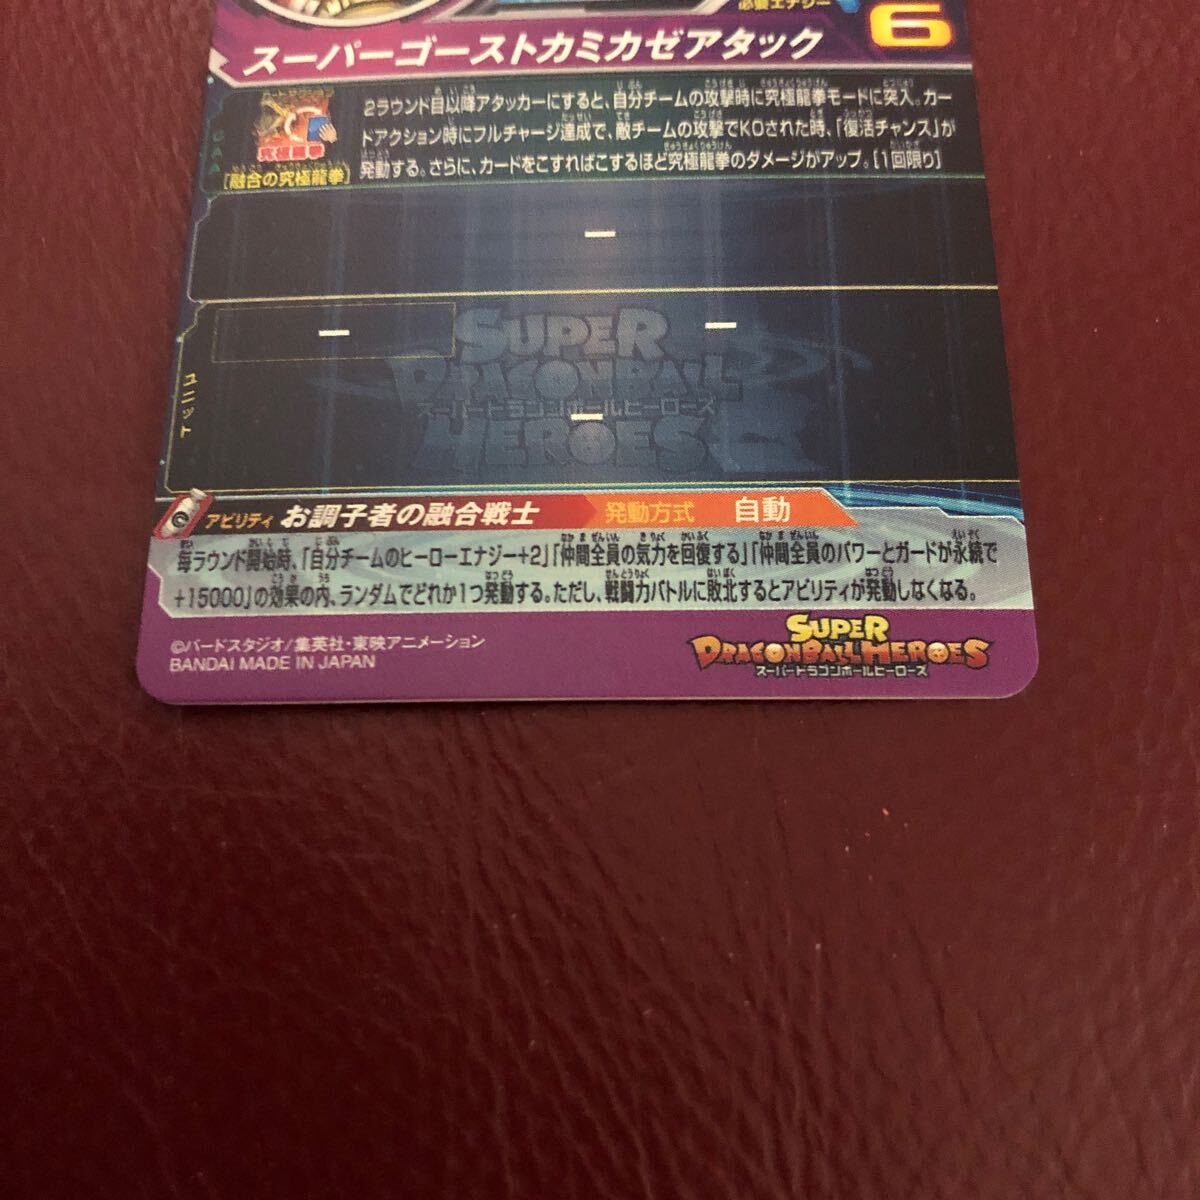 必要エナジー
6
スーパーゴーストカミカゼアタック
CAA
究極龍拳
[融合の究極龍拳]
2ラウンド目以降アタッカーにすると、自分チームの攻撃時に究極龍拳モードに突入。カー
ドアクション時にフルチャージ達成で、敵チームの攻撃でKOされた時、「復活チャンス」が
発動する。さらに、カードをこすればこするほど究極龍拳のダメージがアップ。[1回限り]
ー
ー
ー
ー
ユニット
SUPER
DRAGONBALL
スーパードラゴンボールヒーローズ
HEROES
アビリティ お調子者の融合戦士 発動方式 自動
毎ラウンド開始時、「自分チームのヒーローエナジー+2」「仲間全員の気力を回復する」「仲間全員のパワーとガードが永続で
+15000」の効果の内、ランダムでどれか1つ発動する。ただし、戦闘力バトルに敗北するとアビリティが発動しなくなる。
©バードスタジオ/集英社・東映アニメーション
BANDAI MADE IN JAPAN
SUPER
DRAGONBALL HEROES
スーパードラゴンボールヒーローズ